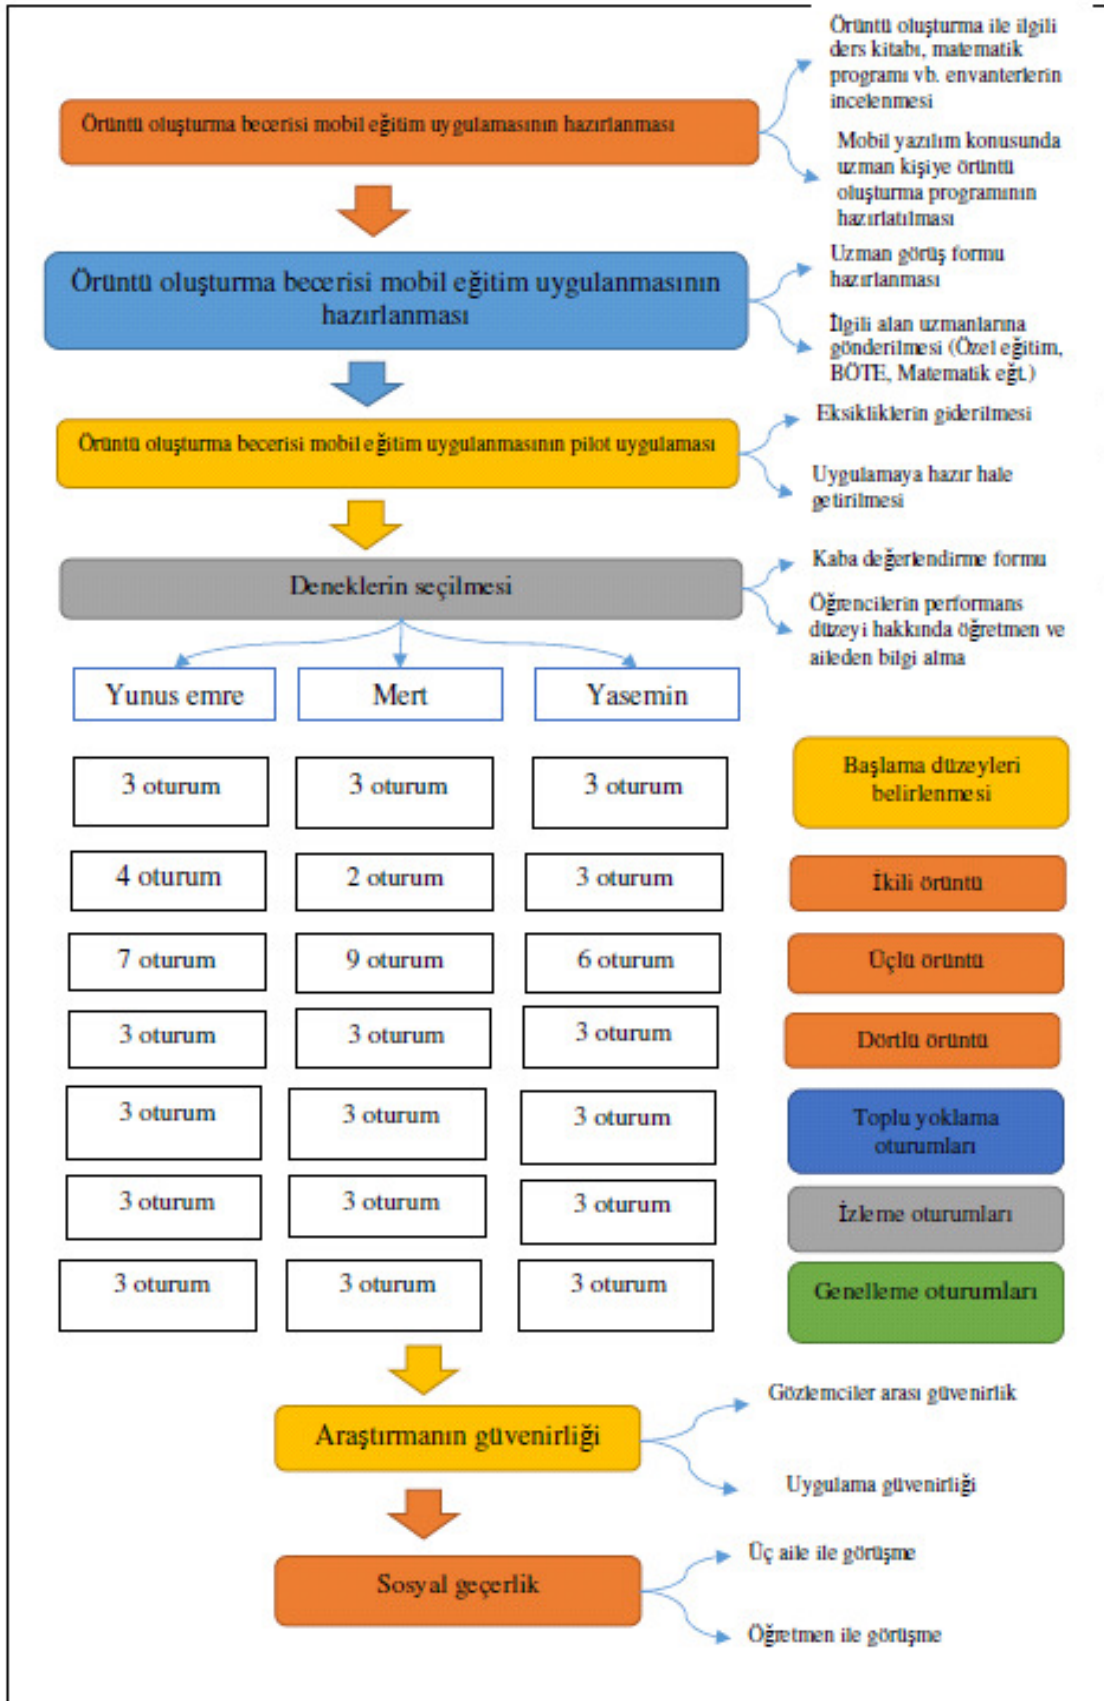 Örüntü oluşturma ile ilgili
ders kitabı, matematik
programı vb. envanterlerin
incelenmesi
Örüntü oluşturma becerisi mobil eğitim uygulamasının hazırlanması
Mobil yazılım konusunda
uzman kişiye örüntü
oluşturma programının
hazırlatılması
Örüntü oluşturma becerisi mobil eğitim uygulanmasının
hazırlanması
Uzman görüş formu
hazırlanması
İlgili alan uzmanlarına
gönderilmesi (Özel eğitim,
BÖTE, Matematik eğt.)
Örüntü oluşturma becerisi mobil eğitim uygulanmasının pilot uygulaması
Eksikliklerin giderilmesi
Uygulamaya hazır hale
getirilmesi
Deneklerin seçilmesi
Kaba değerlendirme formu
Öğrencilerin performans
düzeyi hakkında öğretmen ve
aileden bilgi alma
Yunus emre
Mert
Yasemin
3 oturum
3 oturum
3 oturum
Başlama düzeyleri
belirlenmesi
4 oturum
2 oturum
3 oturum
İkili örüntü
7 oturum
9 oturum
6 oturum
Üçlü örüntü
3 oturum
3 oturum
3 oturum
Dörtlü örüntü
3 oturum
3 oturum
3 oturum
Toplu yoklama
oturumları
3 oturum
3 oturum
3 oturum
İzleme oturumları
3 oturum
3 oturum
3 oturum
Genelleme oturumları
Araştırmanın güvenirliği
Gözlemciler arası güvenirlik
Uygulama güvenirliği
Sosyal geçerlik
Üç aile ile görüşme
Öğretmen ile görüşme